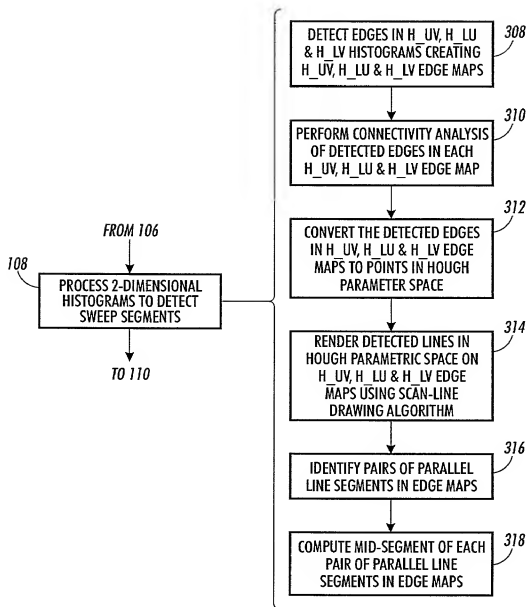 FROM 106
108
PROCESS 2-DIMENSIONAL
HISTOGRAMS TO DETECT
SWEEP SEGMENTS
TO 110
308
DETECT EDGES IN H_UV, H_LU
& H_LV HISTOGRAMS CREATING
H_UV, H_LU & H_LV EDGE MAPS
310
PERFORM CONNECTIVITY ANALYSIS
OF DETECTED EDGES IN EACH
H_UV, H_LU & H_LV EDGE MAP
312
CONVERT THE DETECTED EDGES
IN H_UV, H_LU & H_LV EDGE
MAPS TO POINTS IN HOUGH
PARAMETER SPACE
314
RENDER DETECTED LINES IN
HOUGH PARAMETRIC SPACE ON
H_UV, H_LU & H_LV EDGE
MAPS USING SCAN-LINE
DRAWING ALGORITHM
316
IDENTIFY PAIRS OF PARALLEL
LINE SEGMENTS IN EDGE MAPS
318
COMPUTE MID-SEGMENT OF EACH
PAIR OF PARALLEL LINE
SEGMENTS IN EDGE MAPS